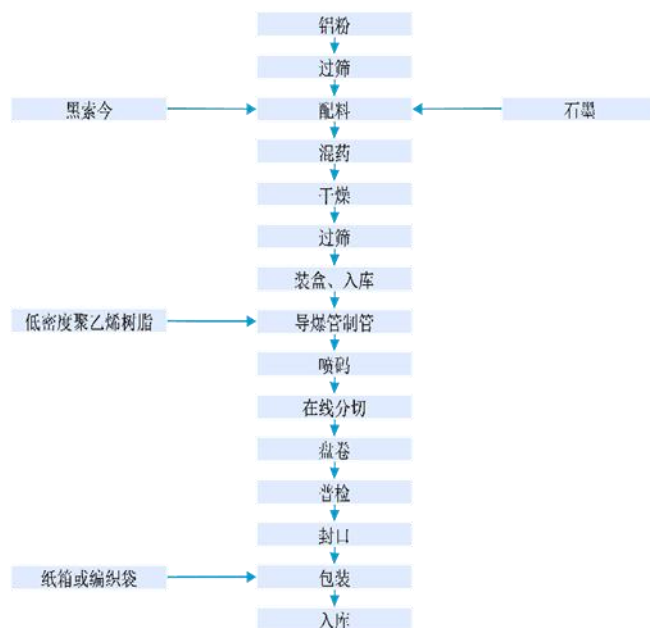 铝粉
过筛
黑索今
配料
石墨
混药
干燥
过筛
装盒、入库
低密度聚乙烯树脂
导爆管制管
喷码
在线分切
盘卷
普检
封口
纸箱或编织袋
包装
入库